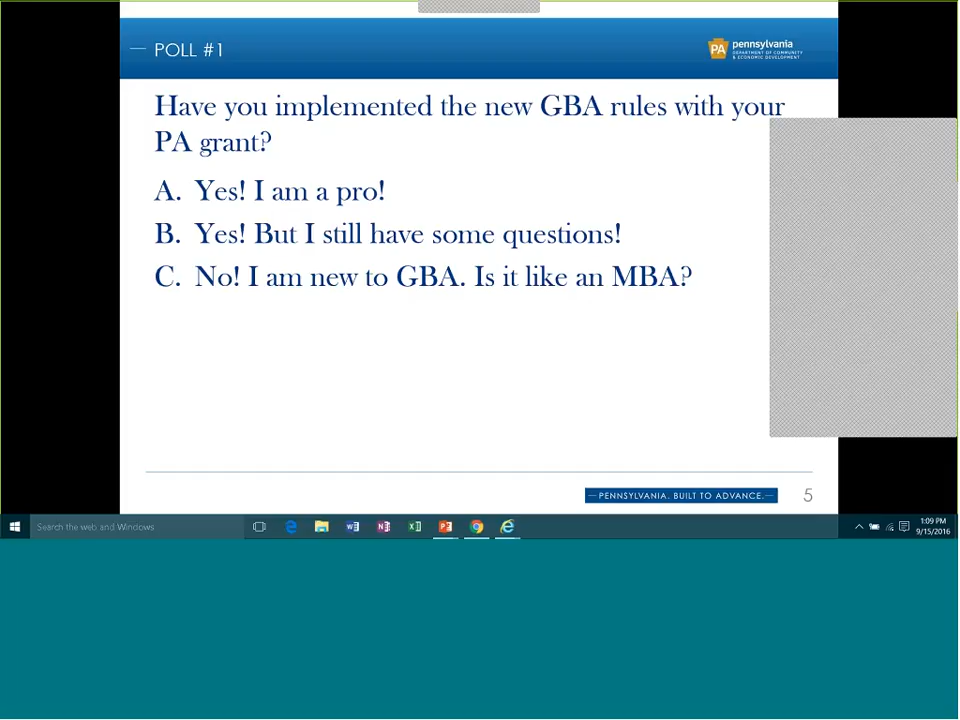 POLL #1
pennsylvania
DEPARTMENT OF COMMUNITY
& ECONOMIC DEVELOPMENT
PA
Have you implemented the new GBA rules with your
PA grant?
A. Yes! I am a pro!
B. Yes! But I still have some questions!
C. No! I am new to GBA. Is it like an MBA?
PENNSYLVANIA. BUILT TO ADVANCE.
5
Search the web and Windows
1:09 PM
9/15/2016